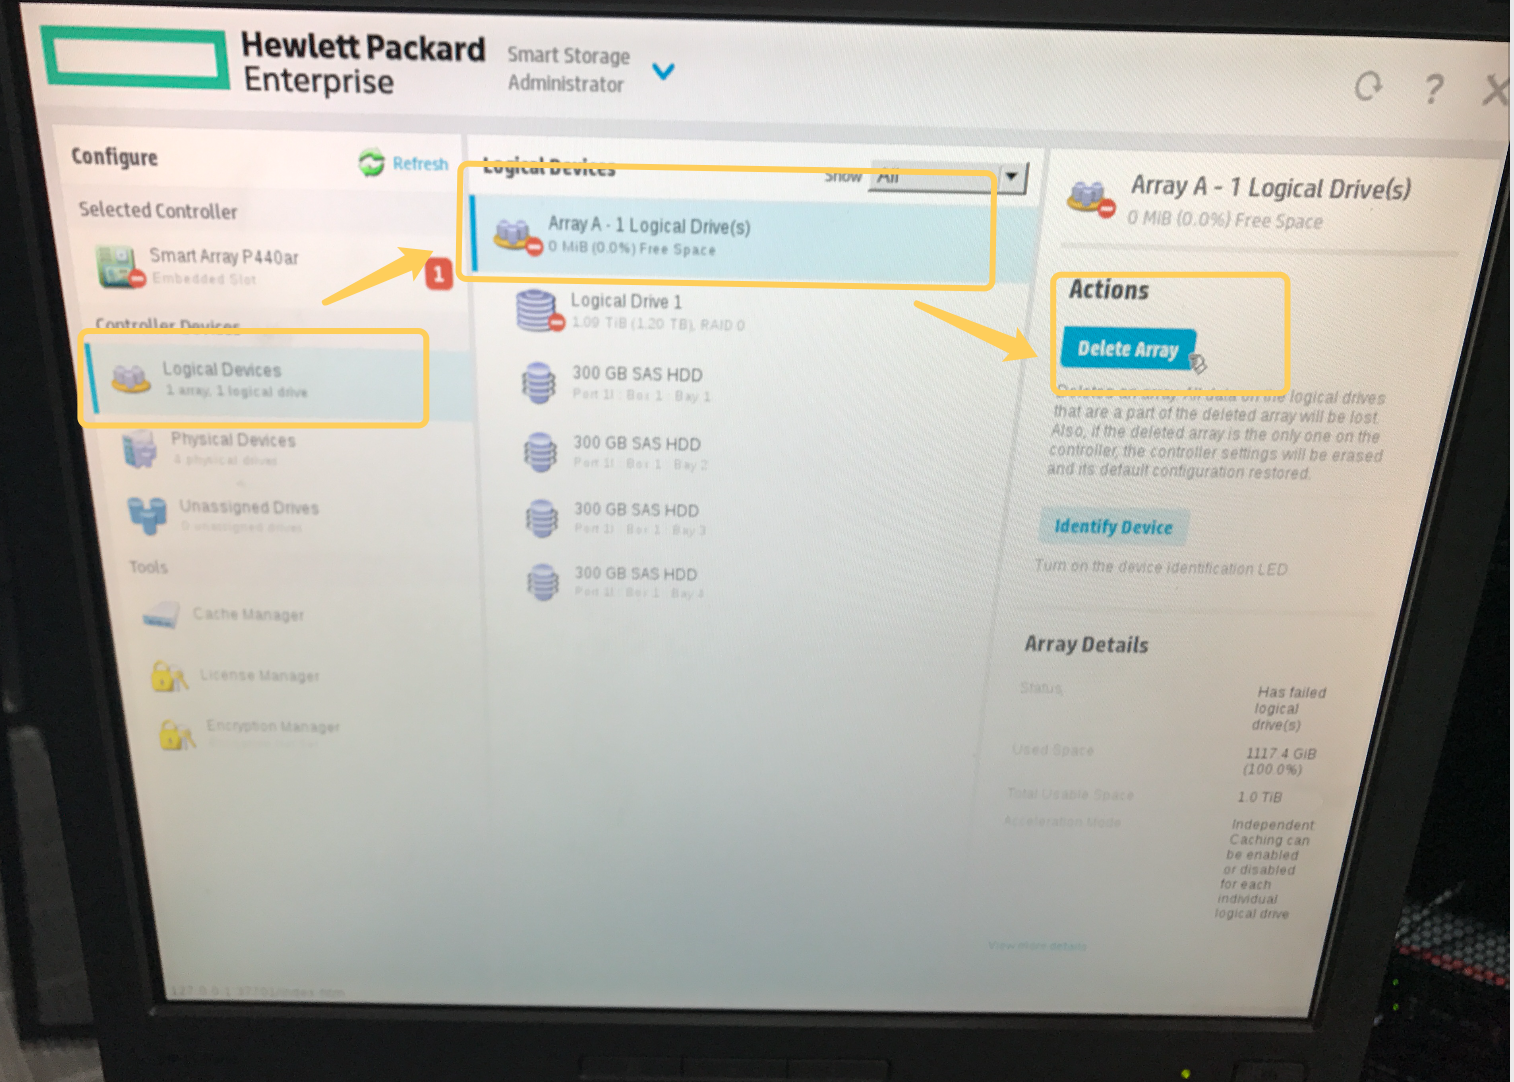 Hewlett Packard
Enterprise
Smart Storage
Administrator
?
Configure
Refresh
Selected Controller
Smart Array P440ar
Embedded Slot
1
Controller Devices
Logical Devices
1 array, 1 logical drive
Physical Devices
4 physical drives
Unassigned Drives
0 unassigned drives
Tools
Cache Manager
License Manager
Encryption Manager
Logical Devices
Show All
Array A - 1 Logical Drive(s)
0 MiB (0.0%) Free Space
Logical Drive 1
1.09 TiB (1.20 TB), RAID 0
300 GB SAS HDD
Port 1I : Box 1 : Bay 1
300 GB SAS HDD
Port 1I : Box 1 : Bay 2
300 GB SAS HDD
Port 1I : Box 1 : Bay 3
300 GB SAS HDD
Port 1I : Box 1 : Bay 4
Array A - 1 Logical Drive(s)
0 MiB (0.0%) Free Space
Actions
Delete Array
Deletes an array. All data on the logical drives
that are a part of the deleted array will be lost.
Also, if the deleted array is the only one on the
controller, the controller settings will be erased
and its default configuration restored.
Identify Device
Turn on the device identification LED
Array Details
Status
Has failed
logical
drive(s)
Used Space
1117.4 GiB
(100.0%)
Total Usable Space
1.0 TiB
Acceleration Mode
Independent
Caching can
be enabled
or disabled
for each
individual
logical drive
View more details